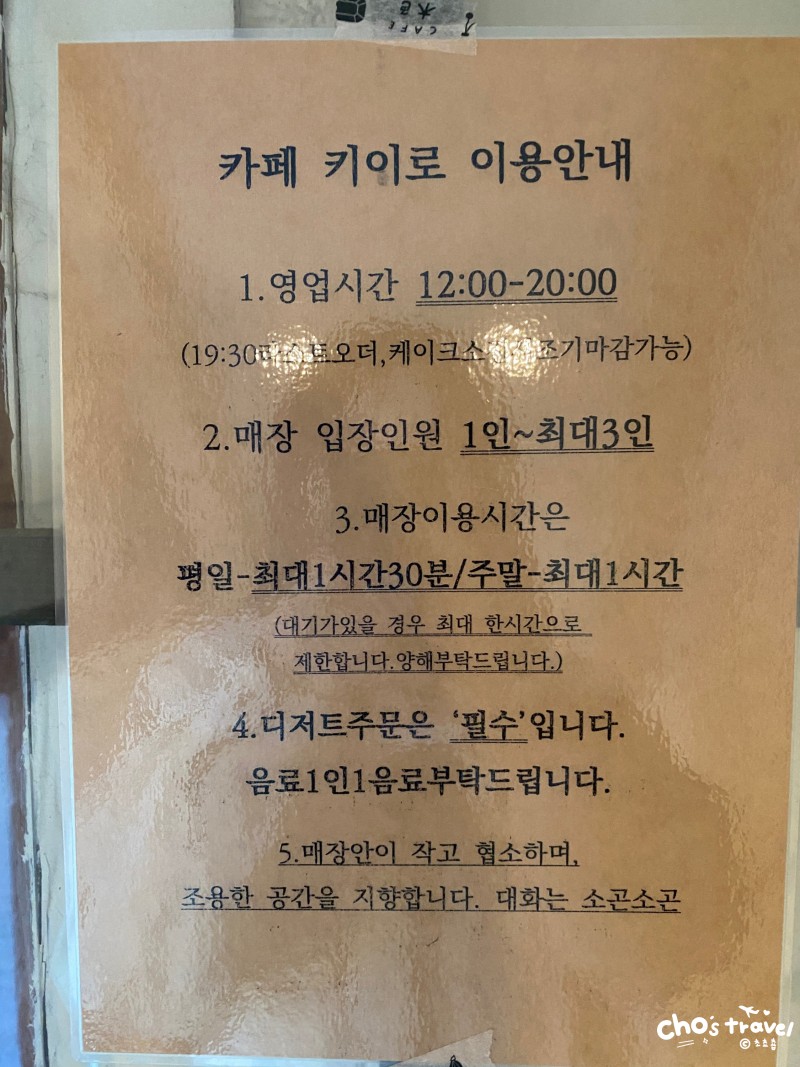 CAFE 木色
카페 키이로 이용안내
1.영업시간 12:00-20:00
(19:30라스트오더,케이크소진시조기마감가능)
2.매장 입장인원 1인~최대3인
3.매장이용시간은
평일-최대1시간30분/주말-최대1시간
(대기가있을 경우 최대 한시간으로
제한합니다.양해부탁드립니다.)
4.디저트주문은 ‘필수’입니다.
음료1인1음료부탁드립니다.
5.매장안이 작고 협소하며,
조용한 공간을 지향합니다. 대화는 소곤소곤
cho's travel
©초초춈